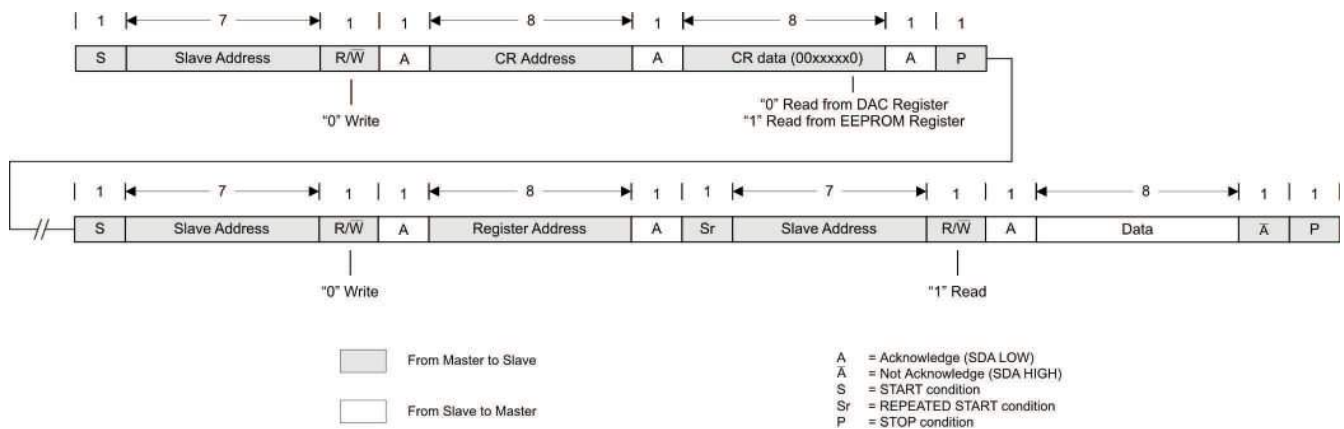 1 7 1 1 8 1 8 1 1
S Slave Address R/W̅ A CR Address A CR data (00xxxxx0) A P
"0" Write
"0" Read from DAC Register
"1" Read from EEPROM Register
1 7 1 1 8 1 1 7 1 1 8 1 1
S Slave Address R/W̅ A Register Address A Sr Slave Address R/W̅ A Data A̅ P
"0" Write "1" Read
From Master to Slave
From Slave to Master
A = Acknowledge (SDA LOW)
A̅ = Not Acknowledge (SDA HIGH)
S = START condition
Sr = REPEATED START condition
P = STOP condition